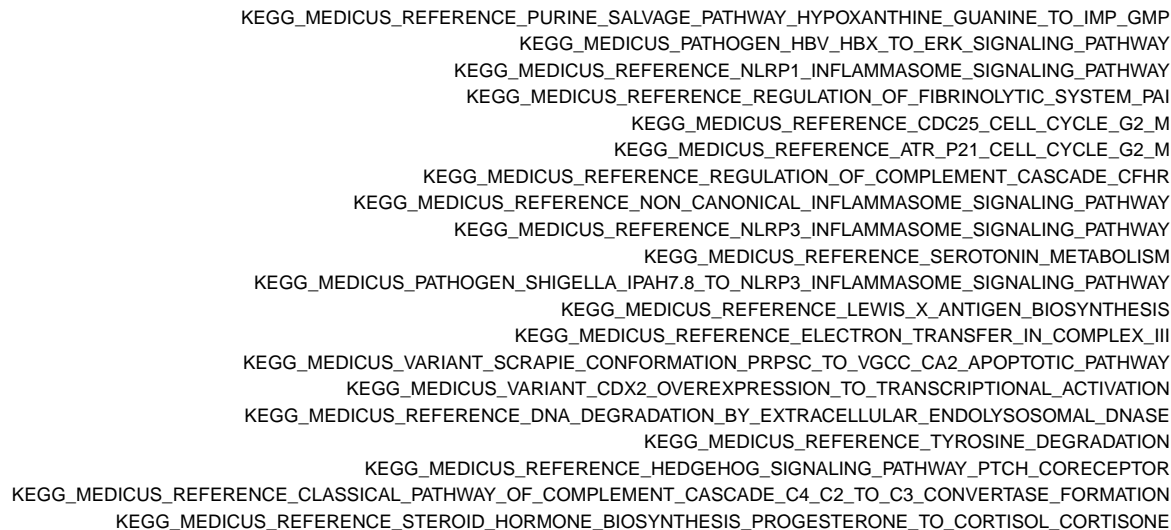 KEGG_MEDICUS_REFERENCE_PURINE_SALVAGE_PATHWAY_HYPOXANTHINE_GUANINE_TO_IMP_GMP
KEGG_MEDICUS_PATHOGEN_HBV_HBX_TO_ERK_SIGNALING_PATHWAY
KEGG_MEDICUS_REFERENCE_NLRP1_INFLAMMASOME_SIGNALING_PATHWAY
KEGG_MEDICUS_REFERENCE_REGULATION_OF_FIBRINOLYTIC_SYSTEM_PAI
KEGG_MEDICUS_REFERENCE_CDC25_CELL_CYCLE_G2_M
KEGG_MEDICUS_REFERENCE_ATR_P21_CELL_CYCLE_G2_M
KEGG_MEDICUS_REFERENCE_REGULATION_OF_COMPLEMENT_CASCADE_CFHR
KEGG_MEDICUS_REFERENCE_NON_CANONICAL_INFLAMMASOME_SIGNALING_PATHWAY
KEGG_MEDICUS_REFERENCE_NLRP3_INFLAMMASOME_SIGNALING_PATHWAY
KEGG_MEDICUS_REFERENCE_SEROTONIN_METABOLISM
KEGG_MEDICUS_PATHOGEN_SHIGELLA_IPAH7.8_TO_NLRP3_INFLAMMASOME_SIGNALING_PATHWAY
KEGG_MEDICUS_REFERENCE_LEWIS_X_ANTIGEN_BIOSYNTHESIS
KEGG_MEDICUS_REFERENCE_ELECTRON_TRANSFER_IN_COMPLEX_III
KEGG_MEDICUS_VARIANT_SCRAPIE_CONFORMATION_PRPSC_TO_VGCC_CA2_APOPTOTIC_PATHWAY
KEGG_MEDICUS_VARIANT_CDX2_OVEREXPRESSION_TO_TRANSCRIPTIONAL_ACTIVATION
KEGG_MEDICUS_REFERENCE_DNA_DEGRADATION_BY_EXTRACELLULAR_ENDOLYSOSOMAL_DNASE
KEGG_MEDICUS_REFERENCE_TYROSINE_DEGRADATION
KEGG_MEDICUS_REFERENCE_HEDGEHOG_SIGNALING_PATHWAY_PTCH_CORECEPTOR
KEGG_MEDICUS_REFERENCE_CLASSICAL_PATHWAY_OF_COMPLEMENT_CASCADE_C4_C2_TO_C3_CONVERTASE_FORMATION
KEGG_MEDICUS_REFERENCE_STEROID_HORMONE_BIOSYNTHESIS_PROGESTERONE_TO_CORTISOL_CORTISONE